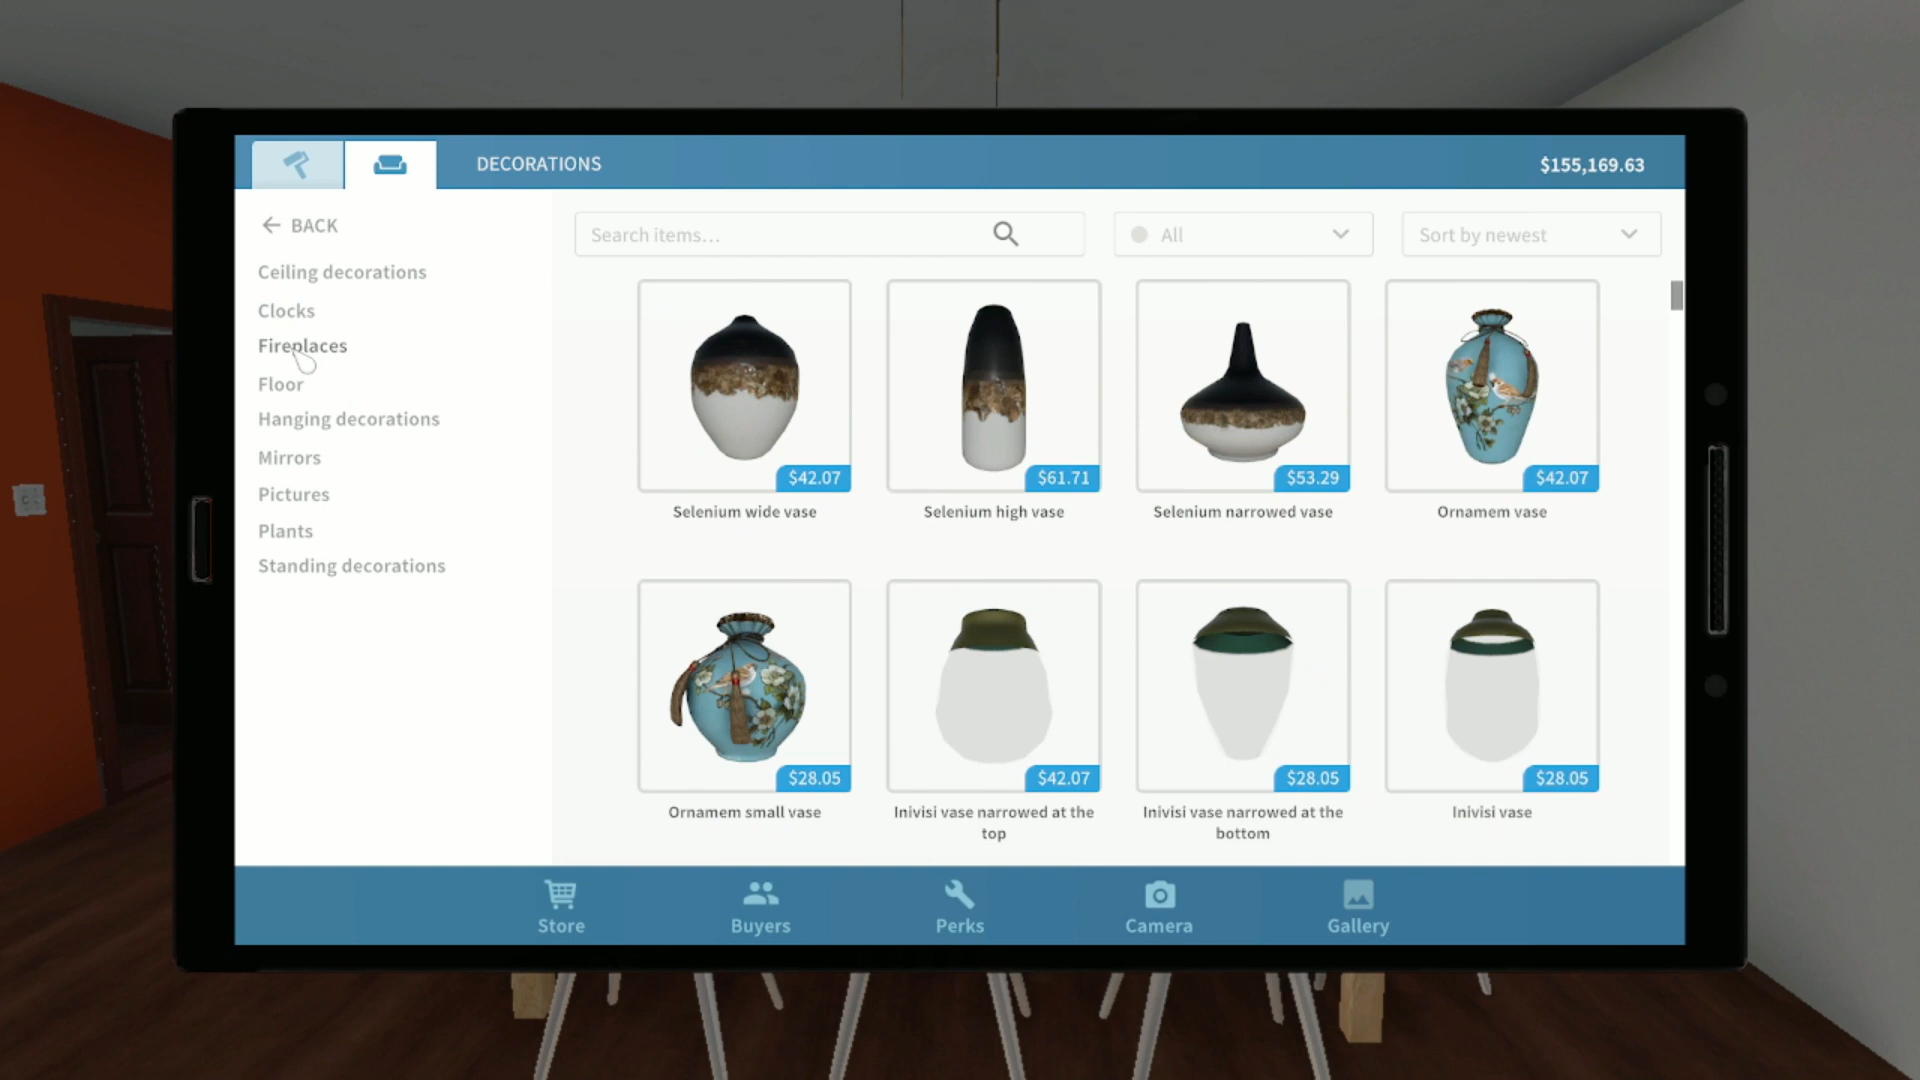 DECORATIONS
$155,169.63
BACK
Ceiling decorations
Clocks
Fireplaces
Floor
Hanging decorations
Mirrors
Pictures
Plants
Standing decorations
Search items...
All
Sort by newest
$42.07
Selenium wide vase
$61.71
Selenium high vase
$53.29
Selenium narrowed vase
$42.07
Ornamem vase
$28.05
Ornamem small vase
$42.07
Inivisi vase narrowed at the
top
$28.05
Inivisi vase narrowed at the
bottom
$28.05
Inivisi vase
Store
Buyers
Perks
Camera
Gallery